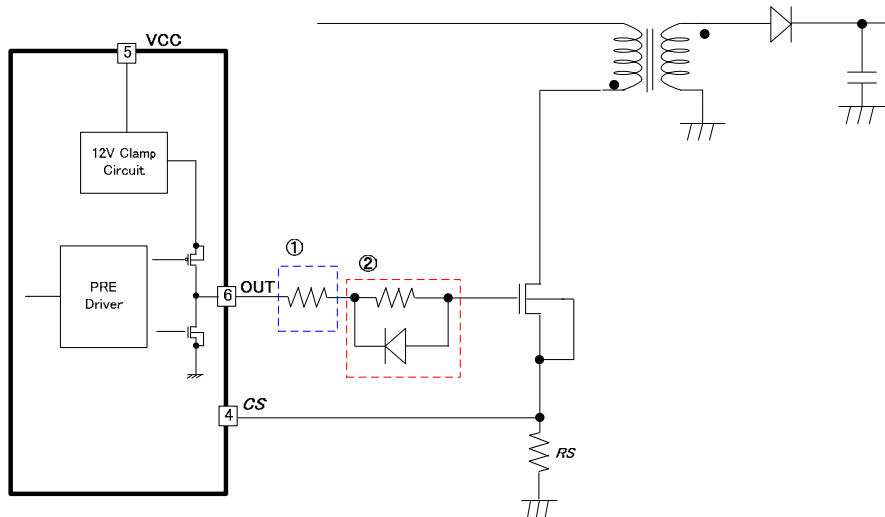 5
VCC
12V Clamp
Circuit
PRE
Driver
①
②
6
OUT
4
CS
RS